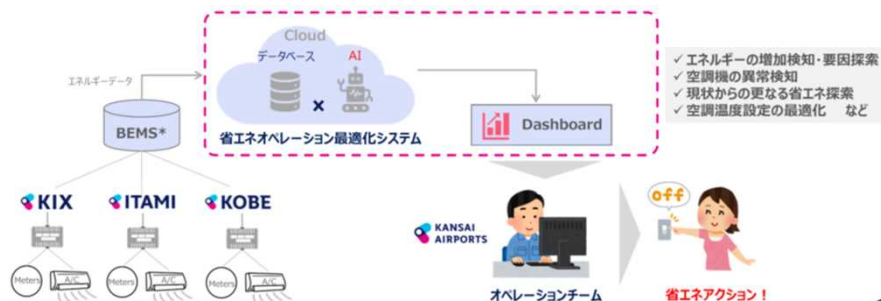 Cloud
データベース
AI
×
省エネオペレーション最適化システム
エネルギーデータ
BEMS*
Dashboard
✓エネルギーの増加検知・要因探索
✓空調機の異常検知
✓現状からの更なる省エネ探索
✓空調温度設定の最適化 など
KIX
ITAMI
KOBE
Meters
A/C
Meters
A/C
Meters
A/C
KANSAI
AIRPORTS
オペレーションチーム
off
省エネアクション！